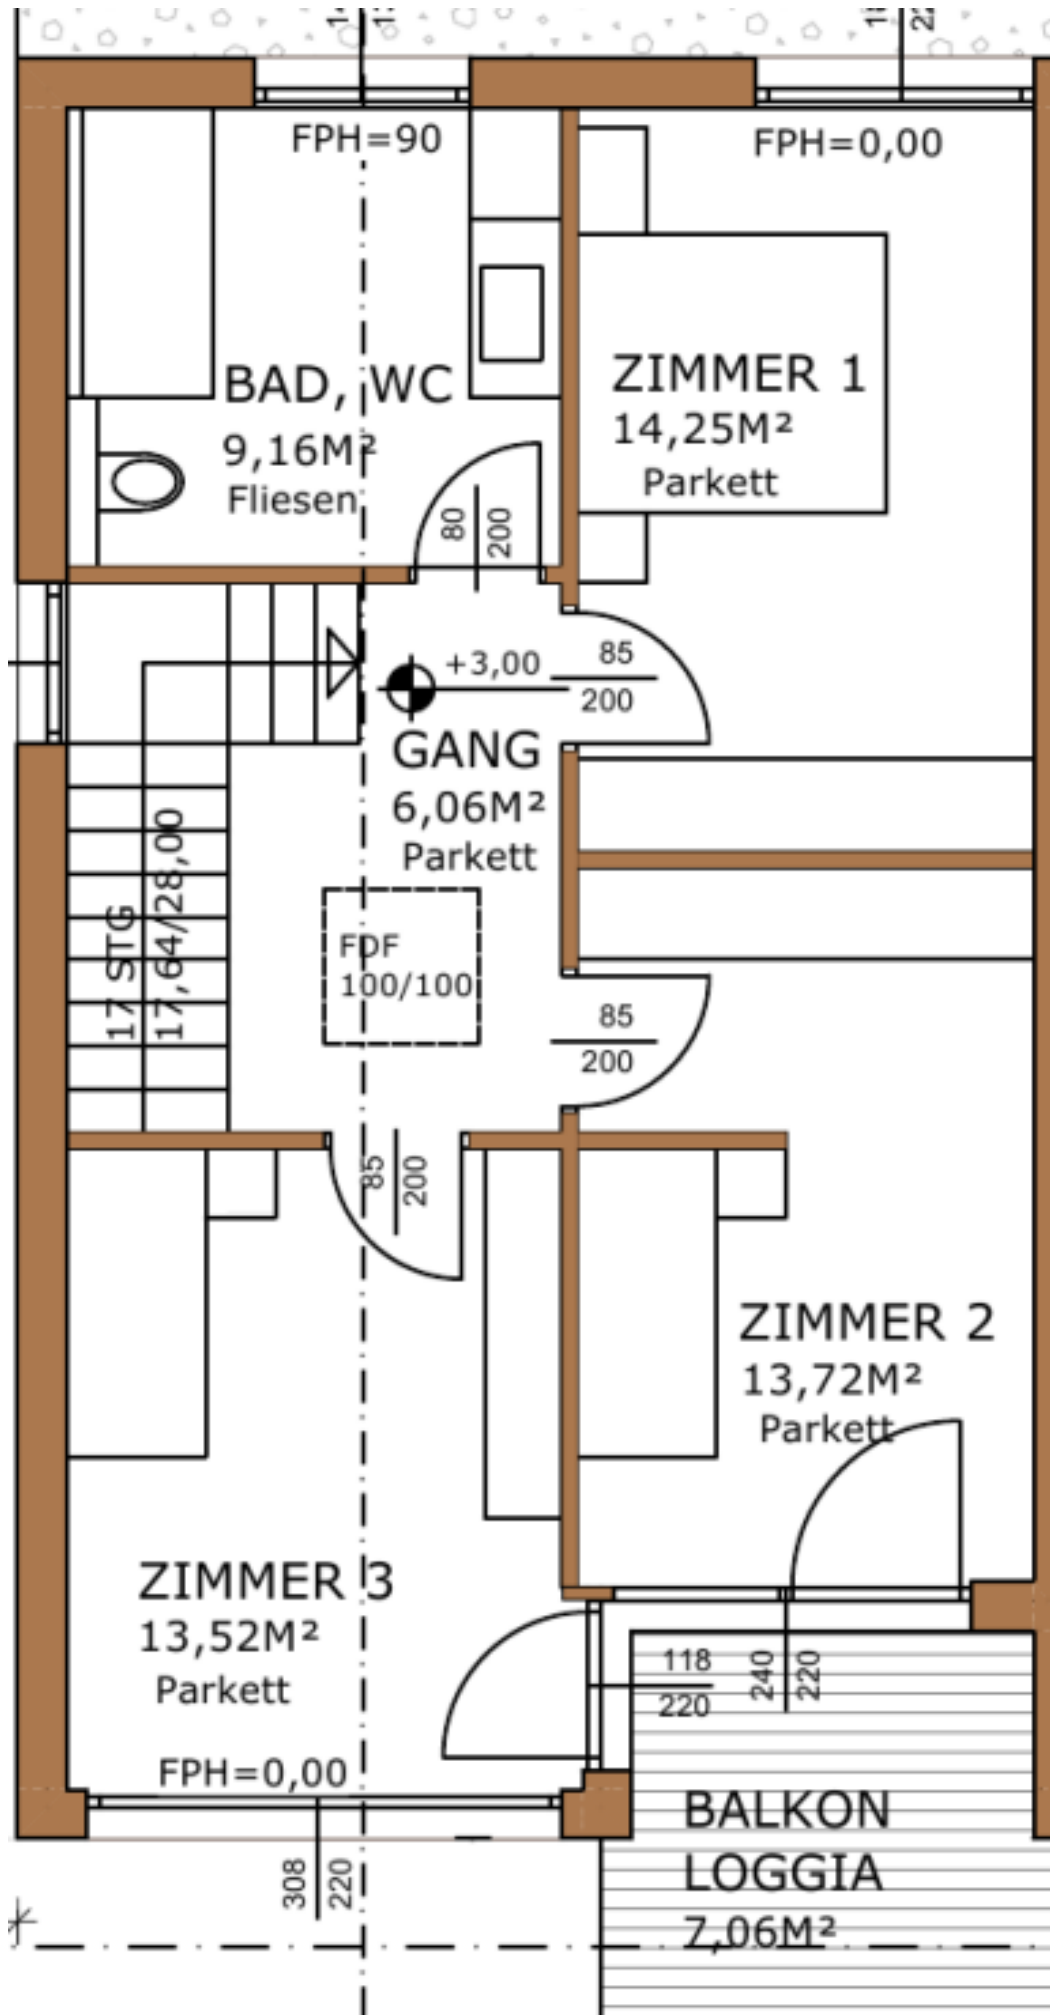 FPH=90
FPH=0,00
BAD, WC
9,16M²
Fliesen
ZIMMER 1
14,25M²
Parkett
80
200
+3,00
85
200
GANG
6,06M²
Parkett
17 STG
17,64/28,00
FDF
100/100
85
200
85
200
ZIMMER 2
13,72M²
Parkett
ZIMMER 3
13,52M²
Parkett
118
220
240
220
FPH=0,00
308
220
BALKON
LOGGIA
7,06M²